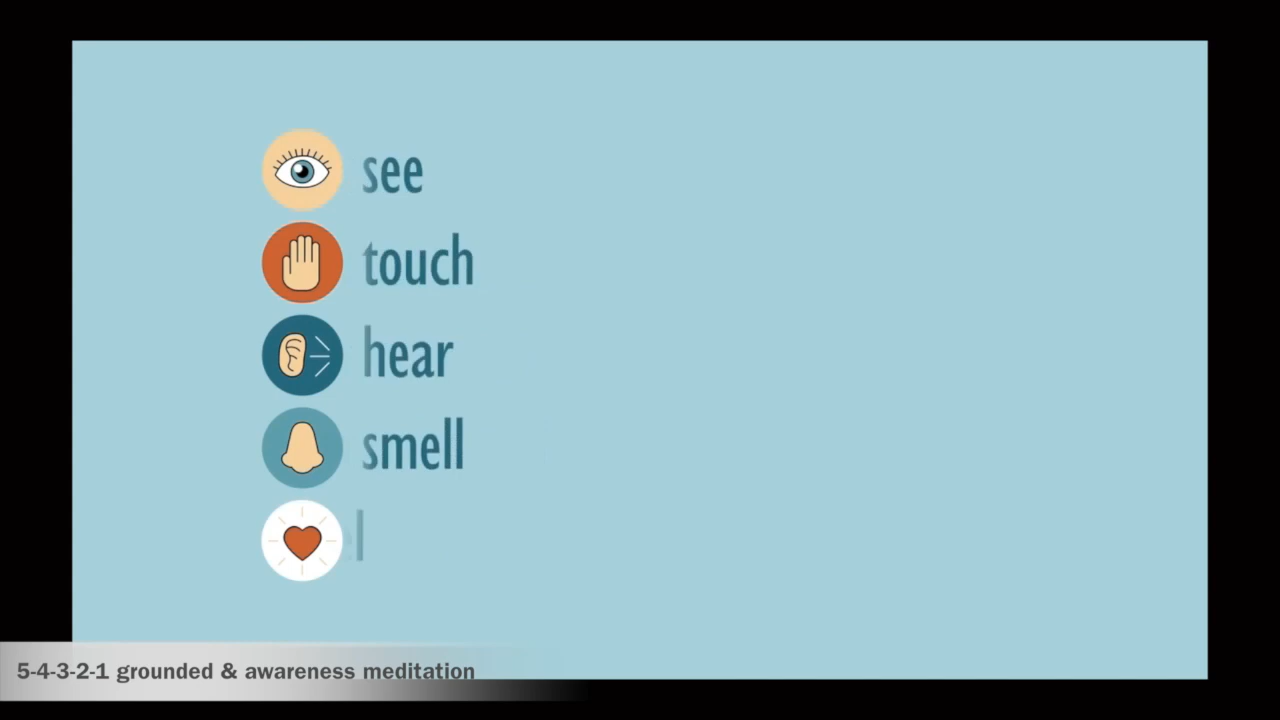 see
touch
hear
smell
5-4-3-2-1 grounded & awareness meditation